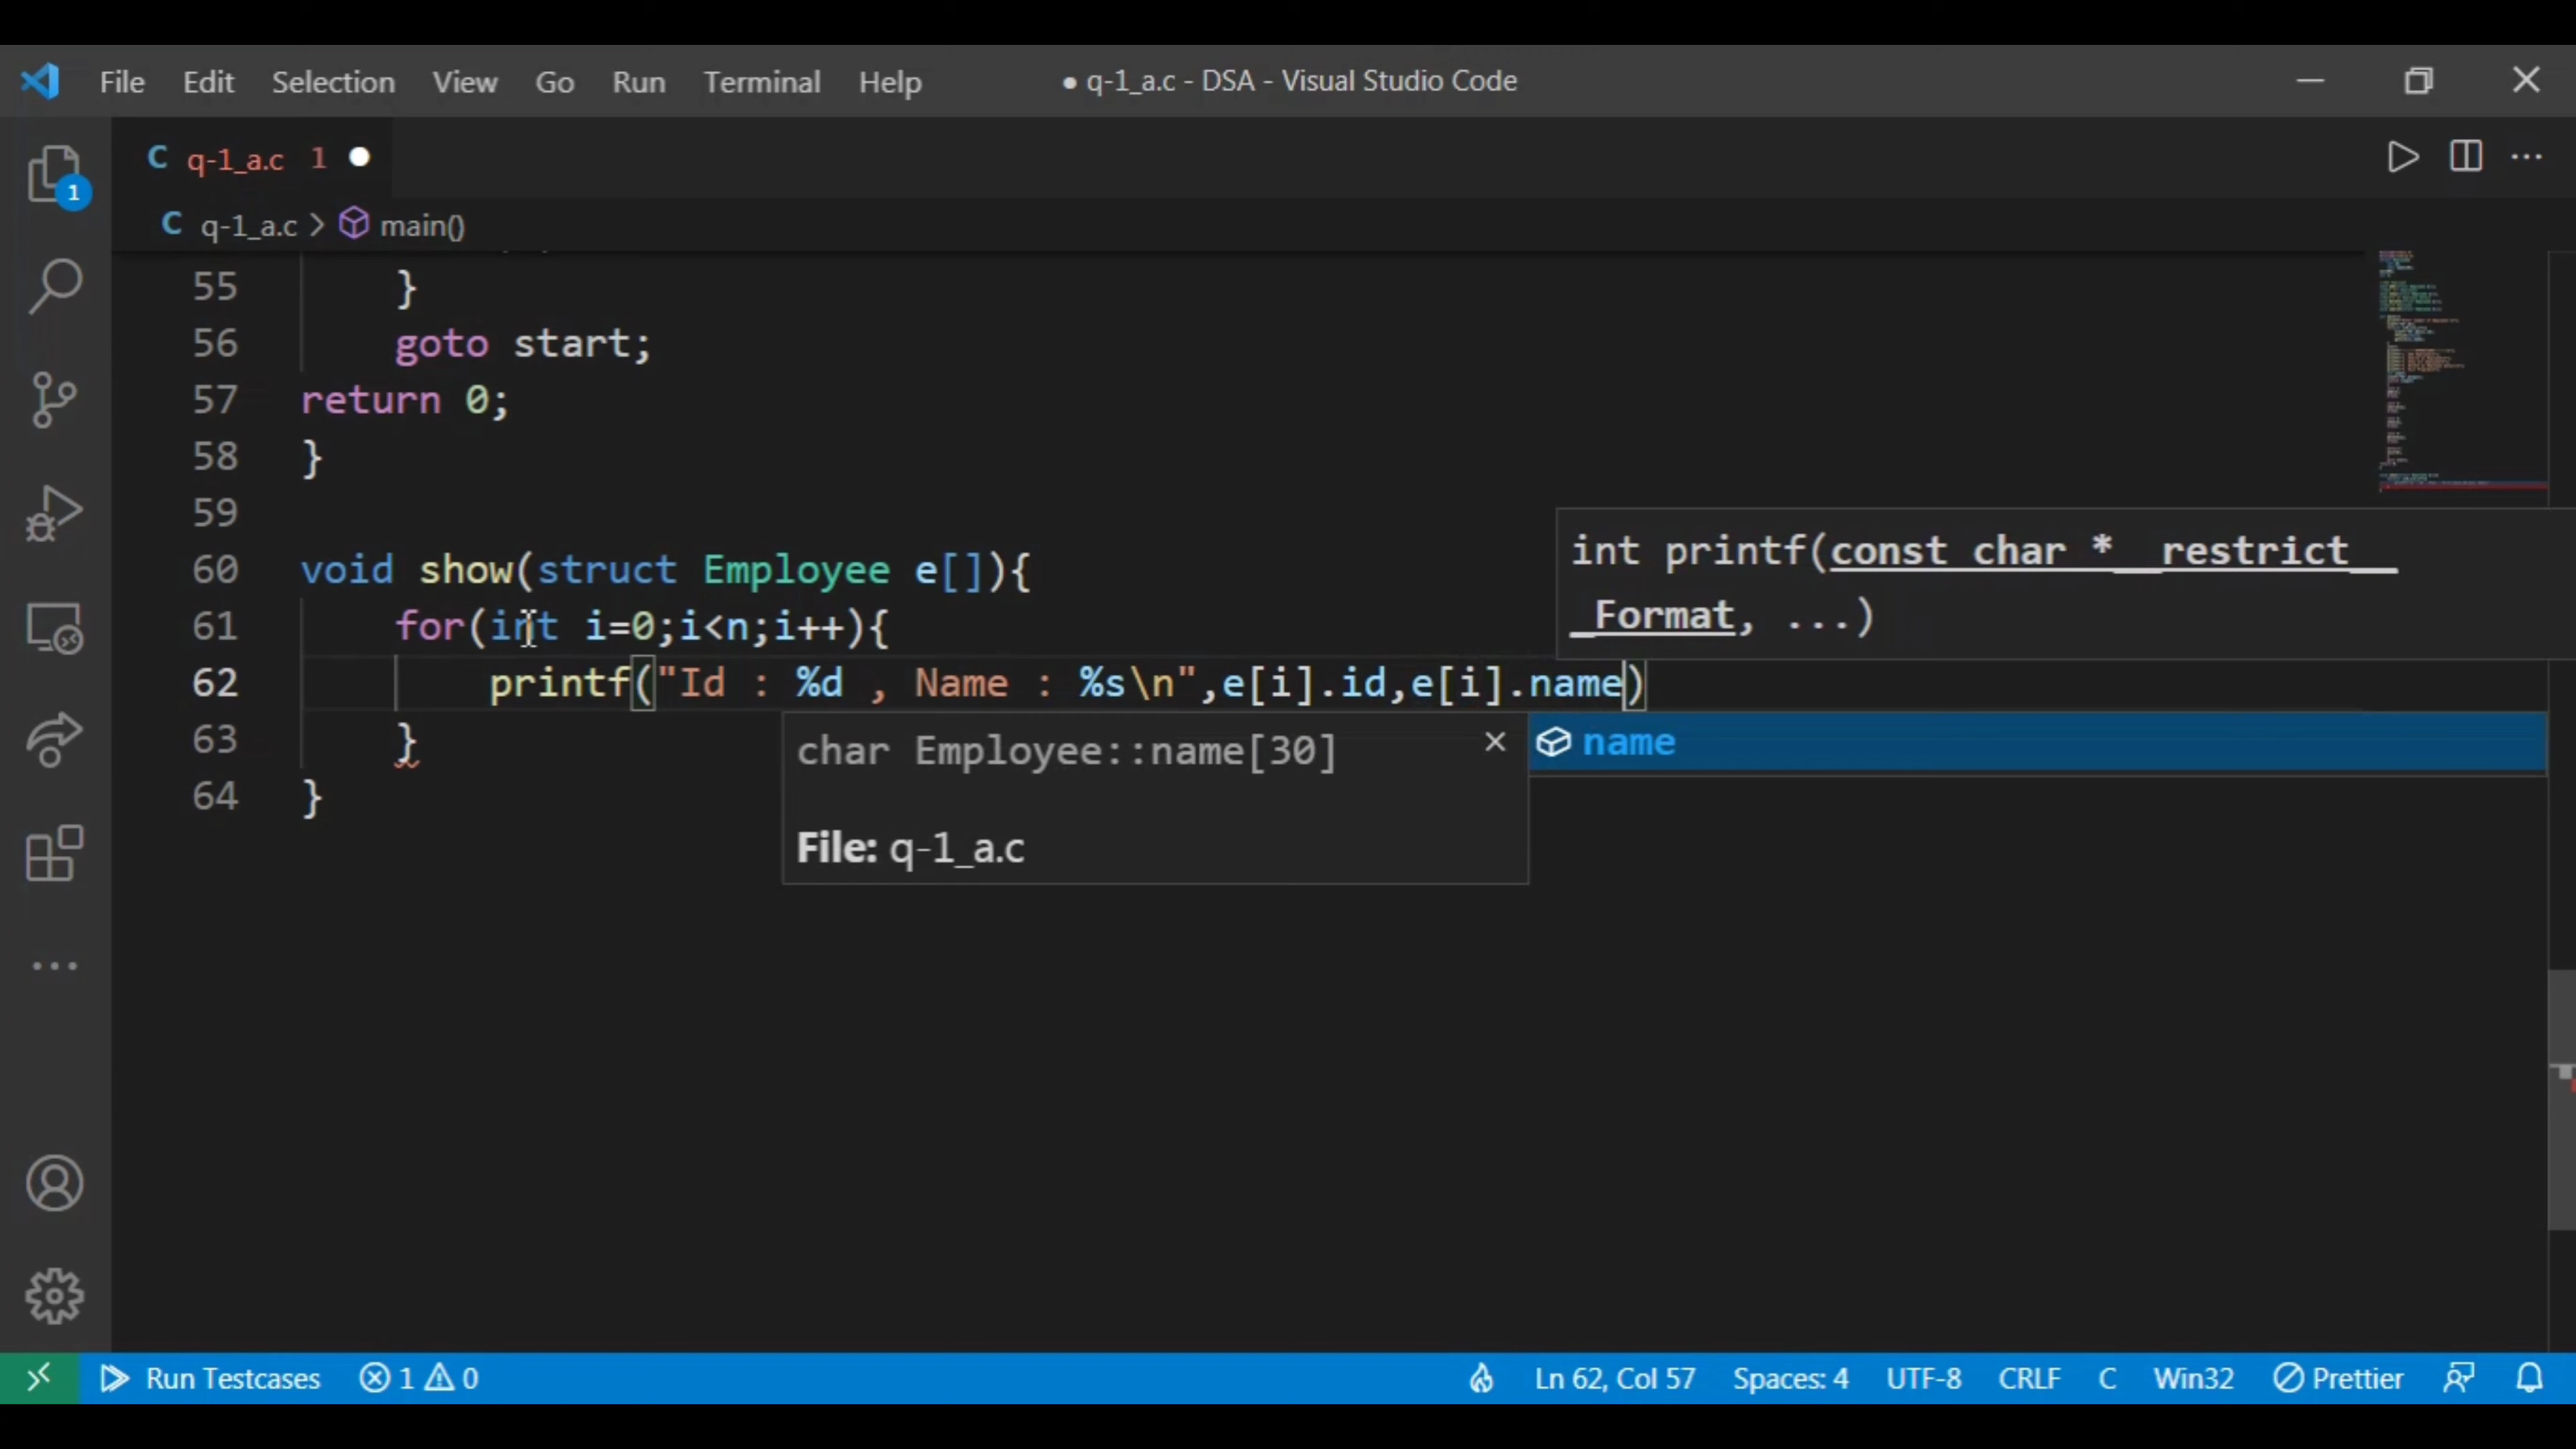 File Edit Selection View Go Run Terminal Help ● q-1_a.c - DSA - Visual Studio Code
C q-1_a.c 1
C q-1_a.c > main()
1
55 }
56 goto start;
57 return 0;
58 }
59
60 void show(struct Employee e[]){
61 for(int i=0;i<n;i++){
62 printf("Id : %d , Name : %s\n",e[i].id,e[i].name)
63 }
64 }
int printf(const char *__restrict__
_Format, ...)
char Employee::name[30]
File: q-1_a.c
name
Run Testcases 1 0 Ln 62, Col 57 Spaces: 4 UTF-8 CRLF C Win32 Prettier